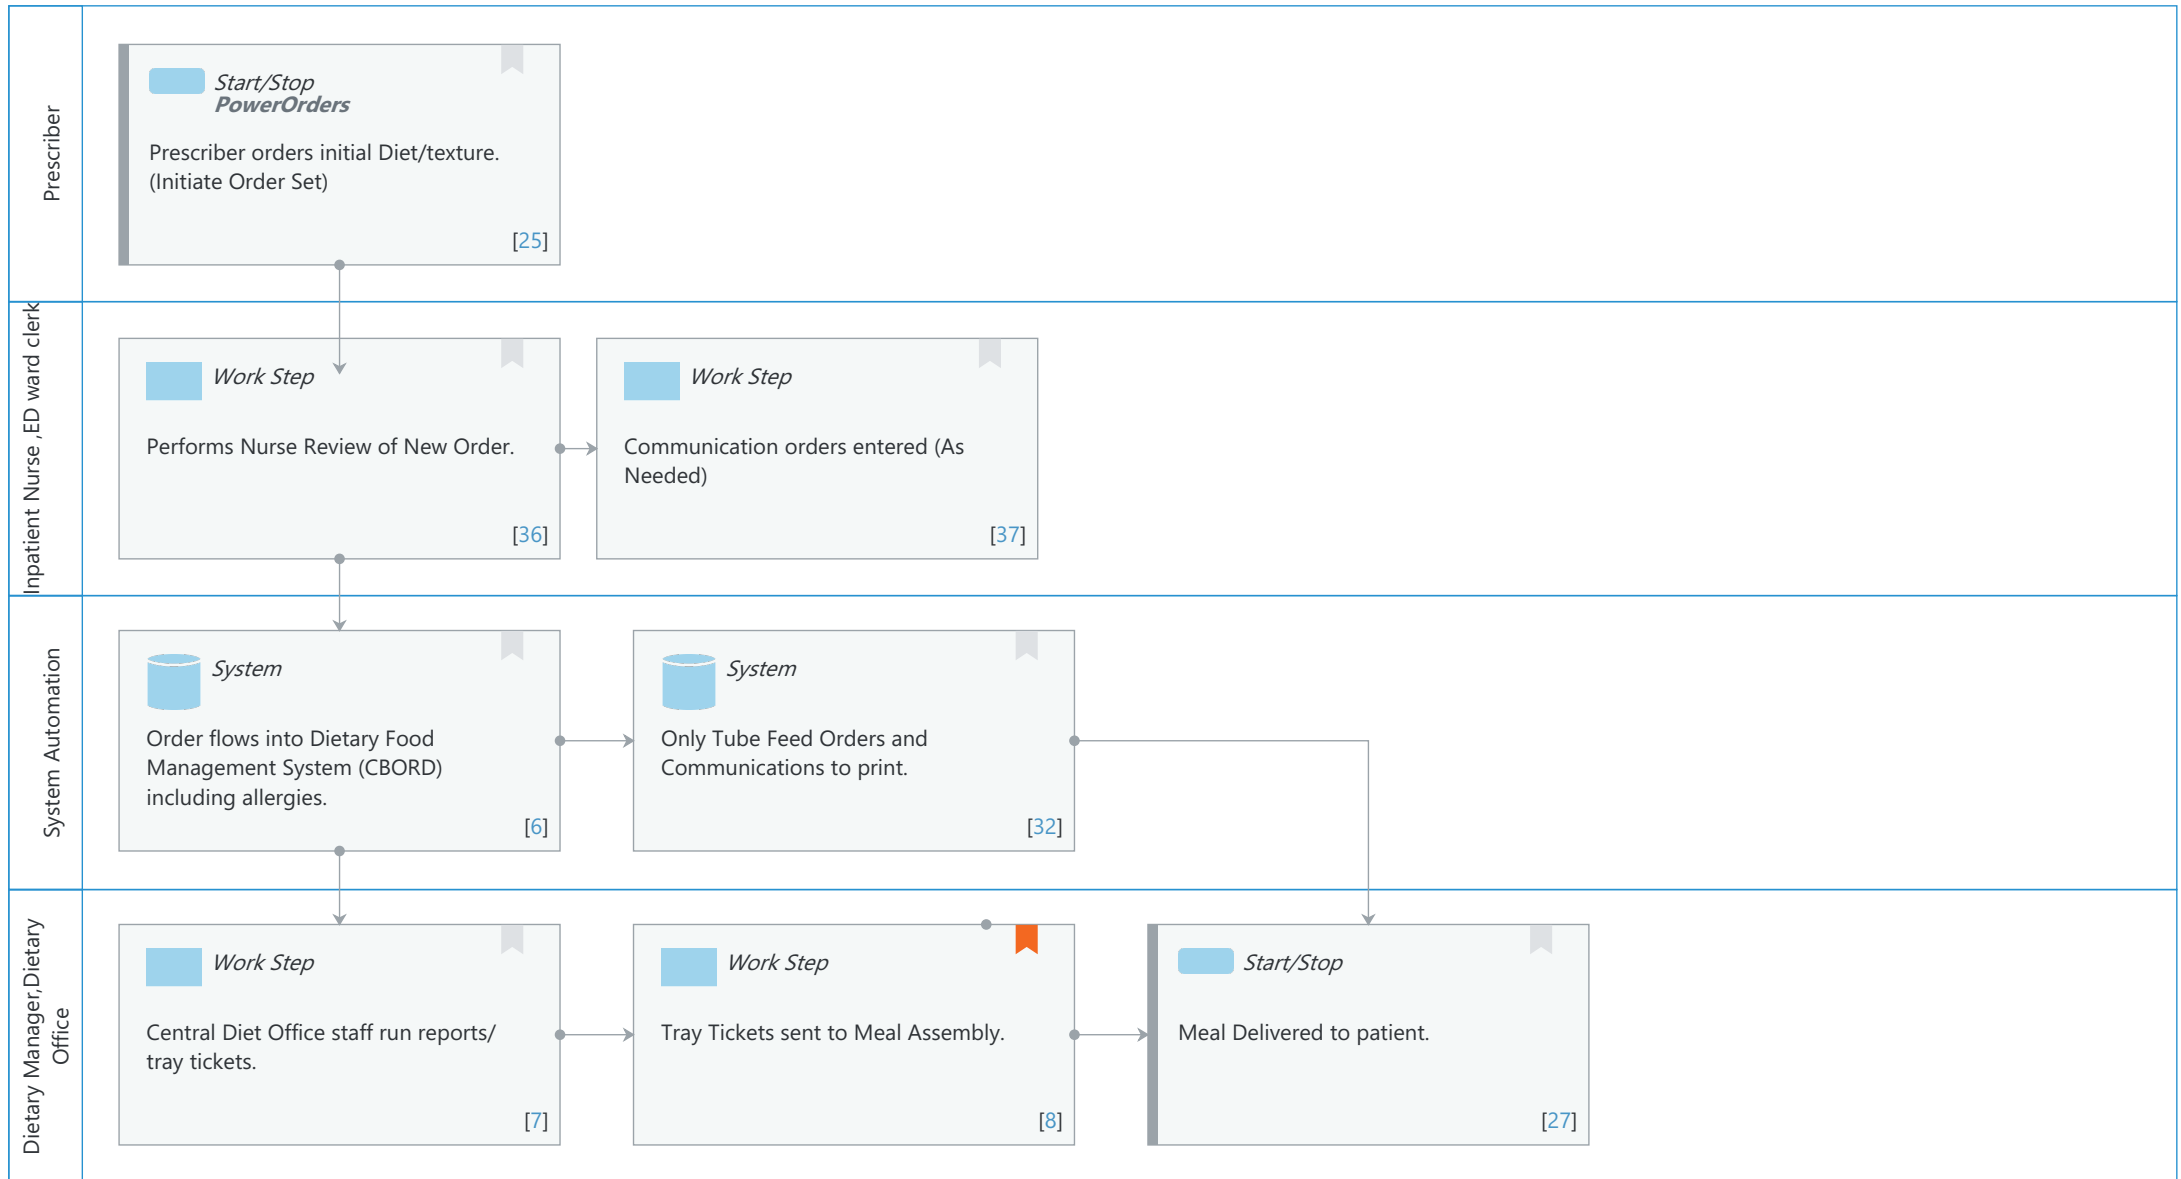 Prescriber
Start/Stop
PowerOrders
Prescriber orders initial Diet/texture.
(Initiate Order Set)
[25]
Inpatient Nurse ,ED ward clerk
Work Step
Performs Nurse Review of New Order.
[36]
Work Step
Communication orders entered (As
Needed)
[37]
System Automation
System
Order flows into Dietary Food
Management System (CBORD)
including allergies.
[6]
System
Only Tube Feed Orders and
Communications to print.
[32]
Dietary Manager,Dietary
Office
Work Step
Central Diet Office staff run reports/
tray tickets.
[7]
Work Step
Tray Tickets sent to Meal Assembly.
[8]
Start/Stop
Meal Delivered to patient.
[27]